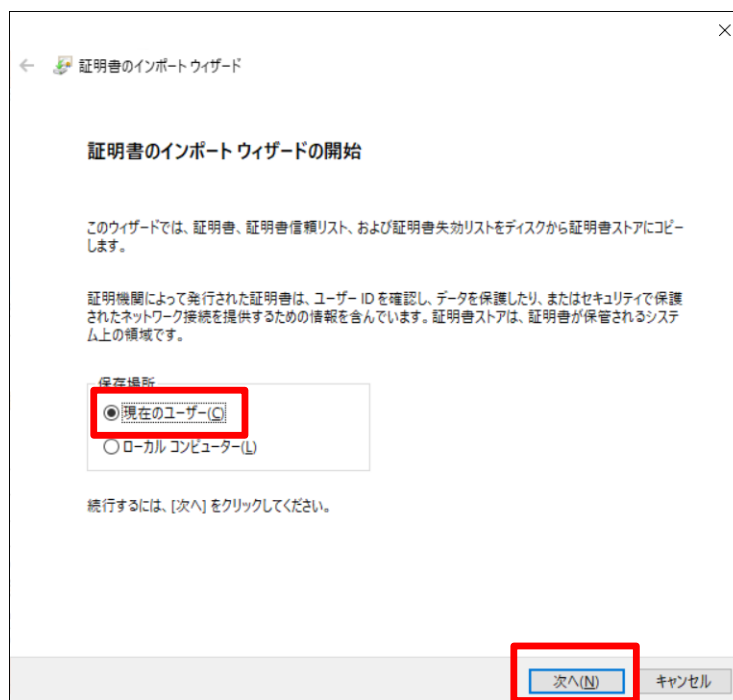 証明書のインポート ウィザード
証明書のインポート ウィザードの開始
このウィザードでは、証明書、証明書信頼リスト、および証明書失効リストをディスクから証明書ストアにコピー
します。
証明機関によって発行された証明書は、ユーザー ID を確認し、データを保護したり、またはセキュリティで保護
されたネットワーク接続を提供するための情報を含んでいます。証明書ストアは、証明書が保管されるシステ
ム上の領域です。
保存場所
現在のユーザー(C)
ローカル コンピューター(L)
続行するには、[次へ] をクリックしてください。
次へ(N)
キャンセル